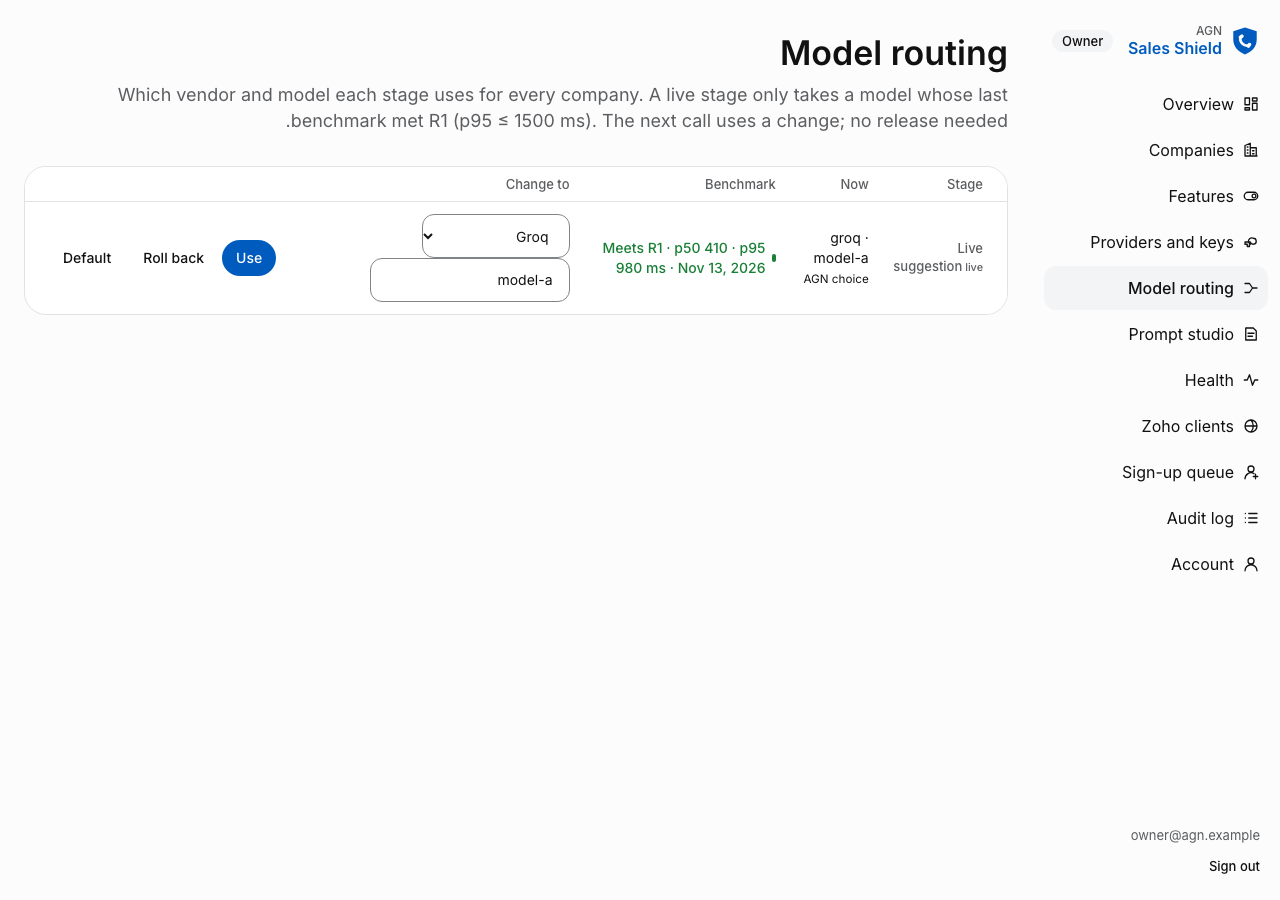 AGN
Sales Shield
Owner
Overview
Companies
Features
Providers and keys
Model routing
Prompt studio
Health
Zoho clients
Sign-up queue
Audit log
Account
owner@agn.example
Sign out
Model routing
Which vendor and model each stage uses for every company. A live stage only takes a model whose last
.benchmark met R1 (p95 ≤ 1500 ms). The next call uses a change; no release needed
Stage
Now
Benchmark
Change to
Live
suggestion live
groq ·
model-a
AGN choice
Meets R1 · p50 410 · p95
980 ms · Nov 13, 2026
Groq
model-a
Use
Roll back
Default